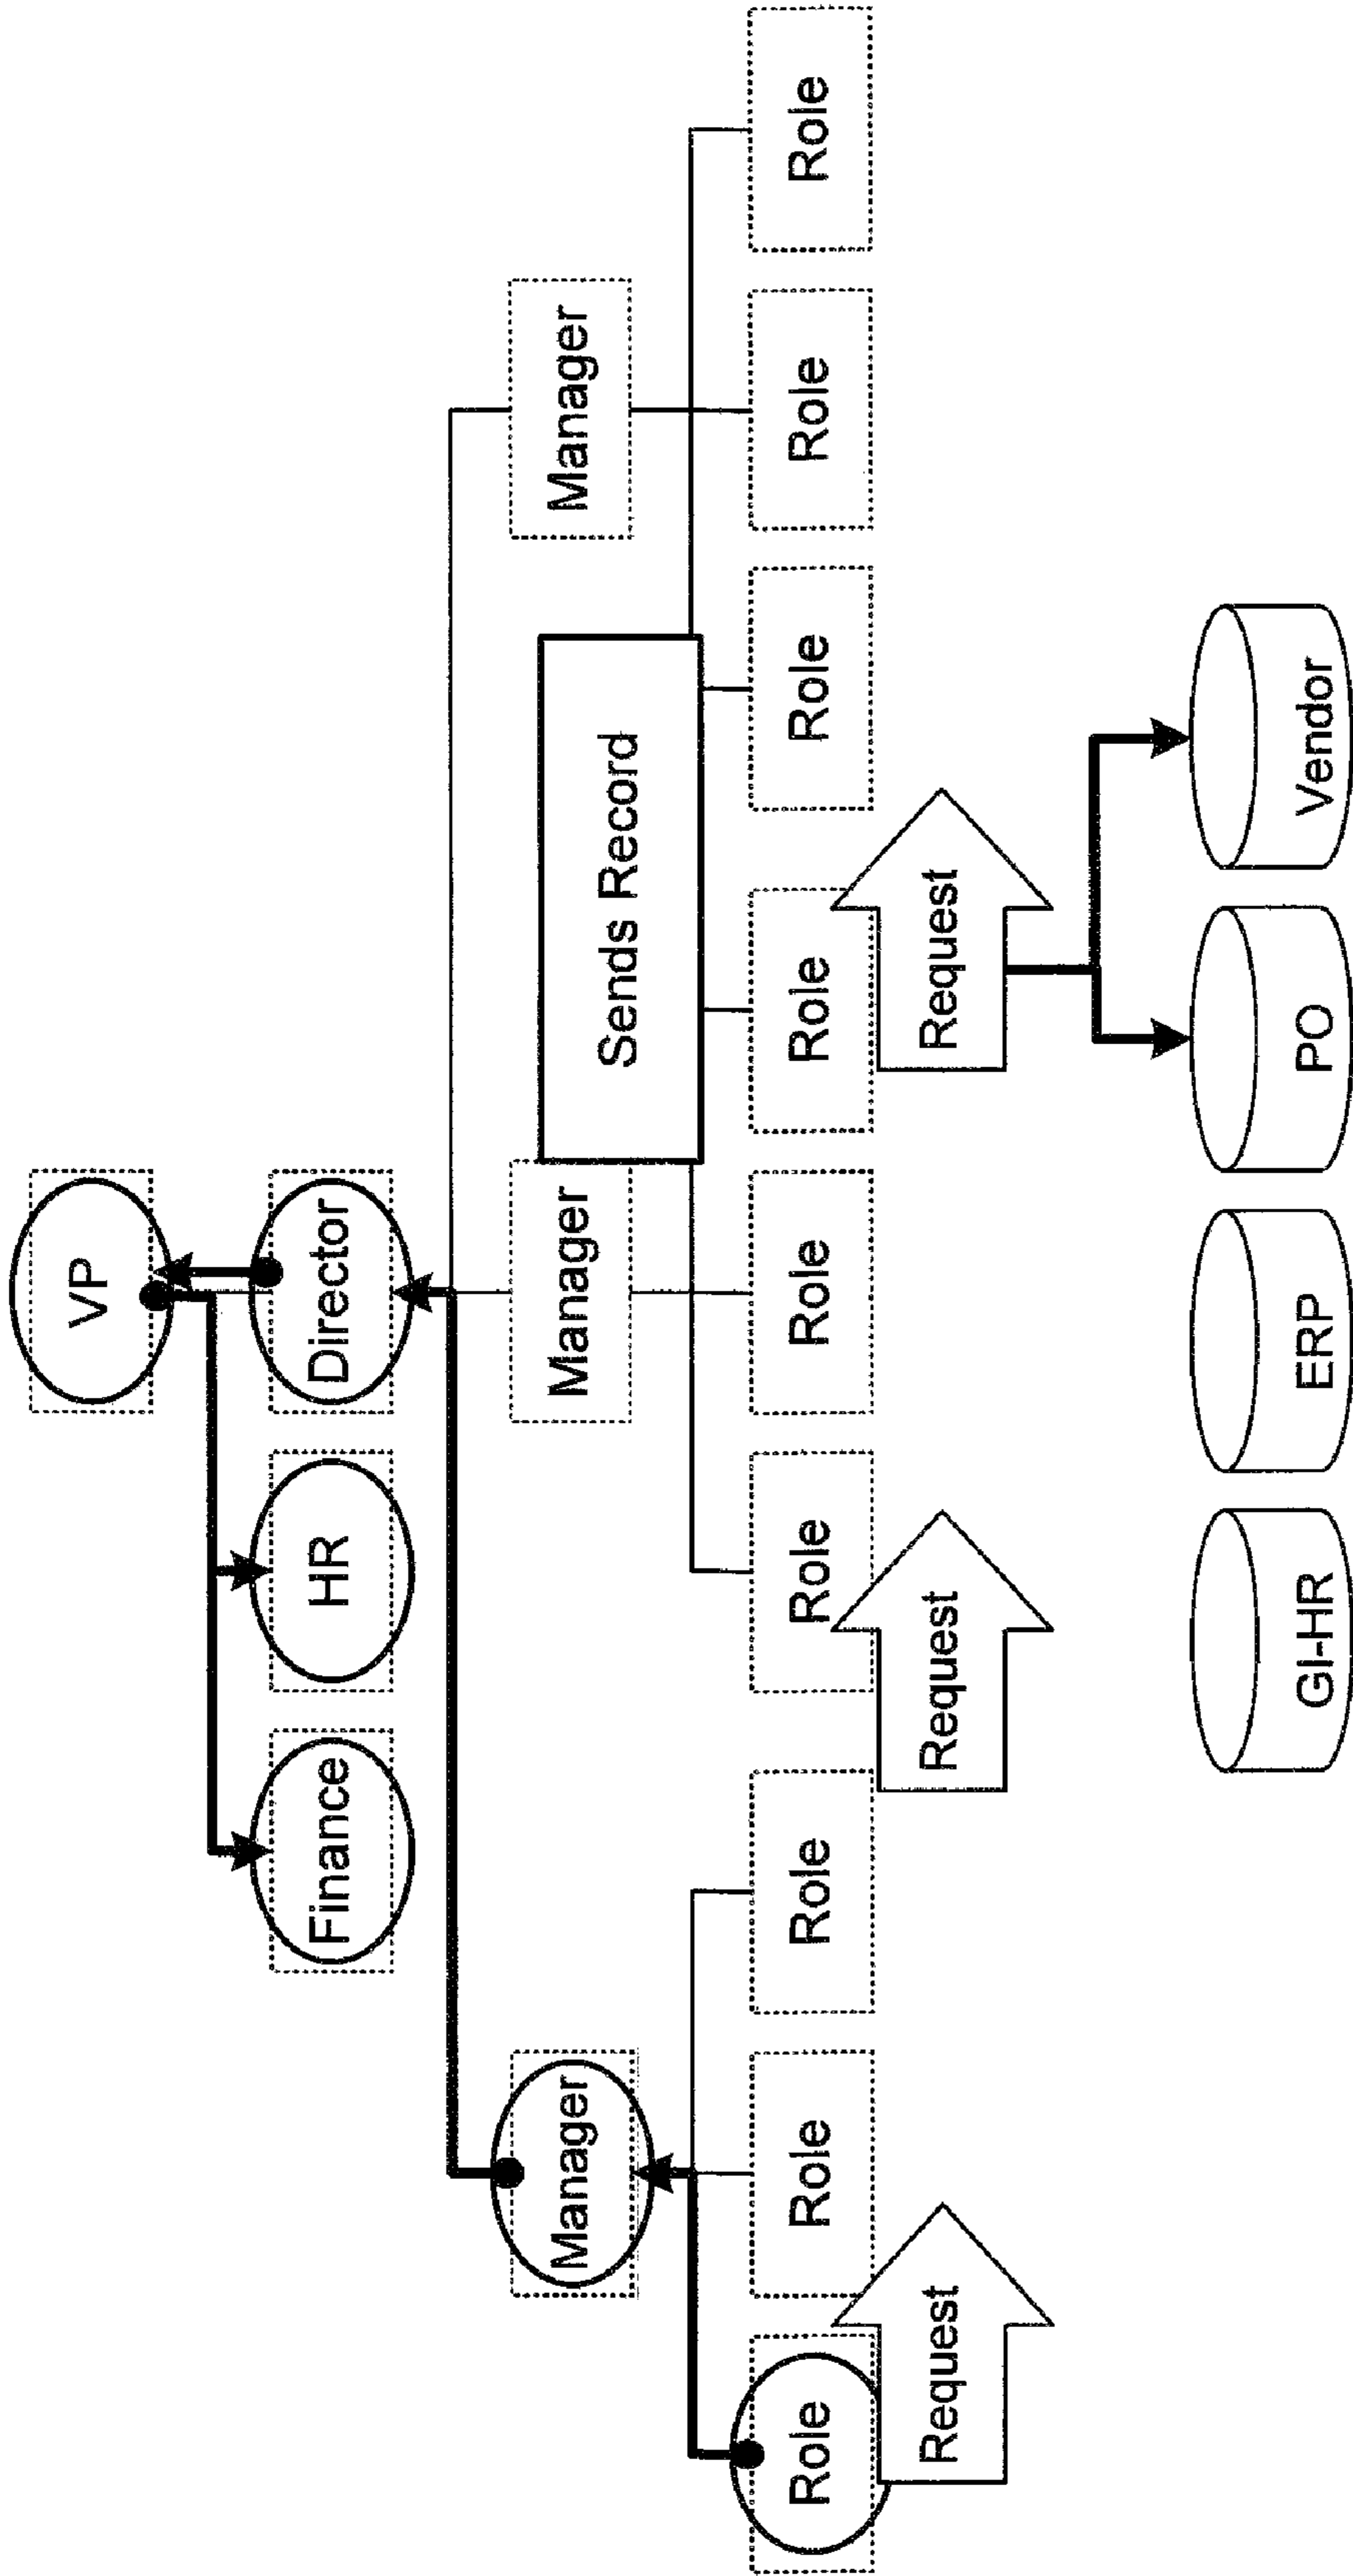 VP
Finance
HR
Director
Manager
Manager
Manager
Sends Record
Role
Role
Role
Role
Role
Role
Role
Role
Role
Request
Request
Request
GI-HR
ERP
PO
Vendor